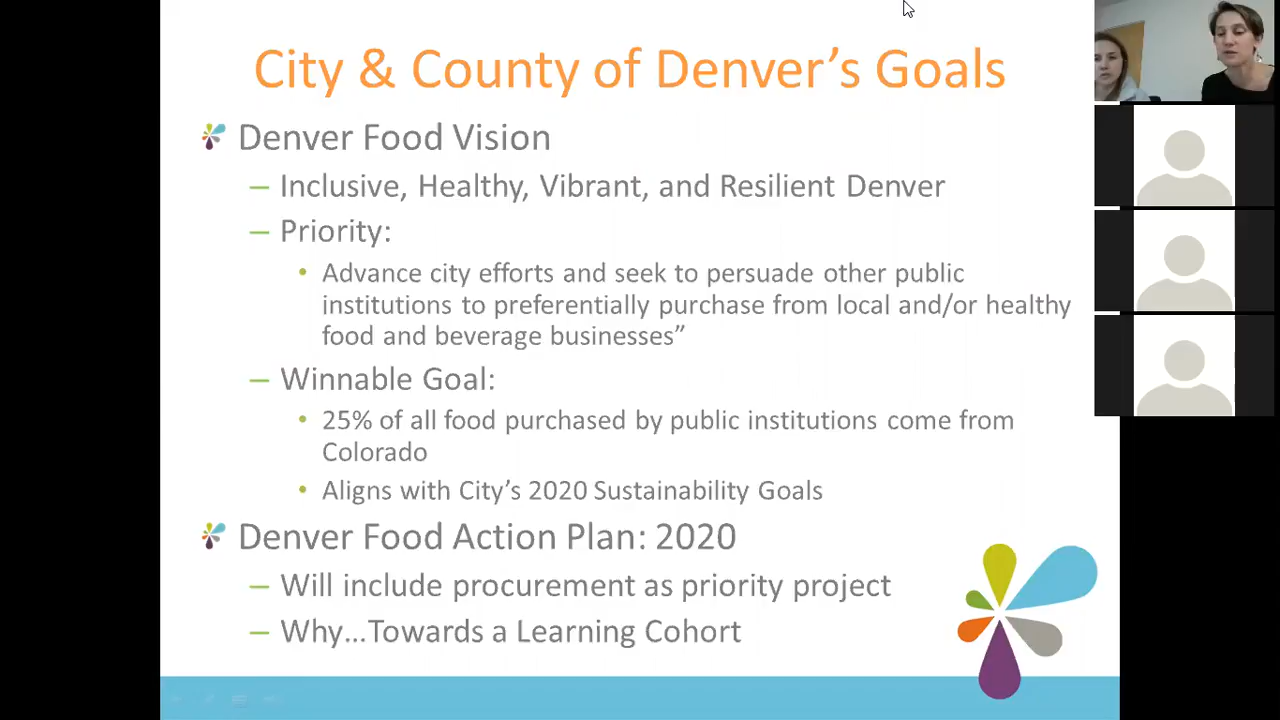 City & County of Denver’s Goals
Denver Food Vision
– Inclusive, Healthy, Vibrant, and Resilient Denver
– Priority:
• Advance city efforts and seek to persuade other public
institutions to preferentially purchase from local and/or healthy
food and beverage businesses”
– Winnable Goal:
• 25% of all food purchased by public institutions come from
Colorado
• Aligns with City’s 2020 Sustainability Goals
Denver Food Action Plan: 2020
– Will include procurement as priority project
– Why…Towards a Learning Cohort